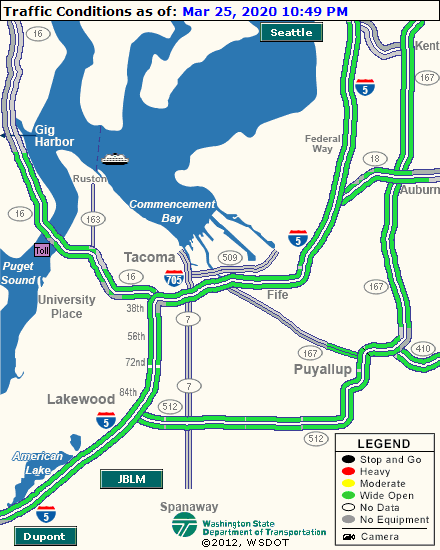 Traffic Conditions as of: Mar 25, 2020 10:49 PM
Seattle
16
5
Kent
167
Gig
Harbor
Federal
Way
18
Ruston
Auburn
Commencement
Bay
16
163
5
Toll
Tacoma
509
Puget
Sound
16
705
University
Place
Fife
167
38th
7
56th
167
410
72nd
Puyallup
7
84th
Lakewood
512
5
512
American
Lake
JBLM
LEGEND
Stop and Go
Heavy
Moderate
Wide Open
No Data
No Equipment
Camera
5
Dupont
Spanaway
Washington State
Department of Transportation
©2012, WSDOT